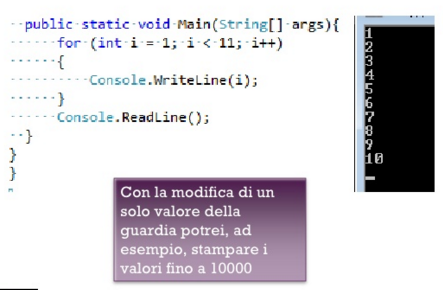 public static void Main(String[] args){
for (int i = 1; i < 11; i++)
{
Console.WriteLine(i);
}
Console.ReadLine();
}
}
}
1
2
3
4
5
6
7
8
9
10
Con la modifica di un
solo valore della
guardia potrei, ad
esempio, stampare i
valori fino a 10000